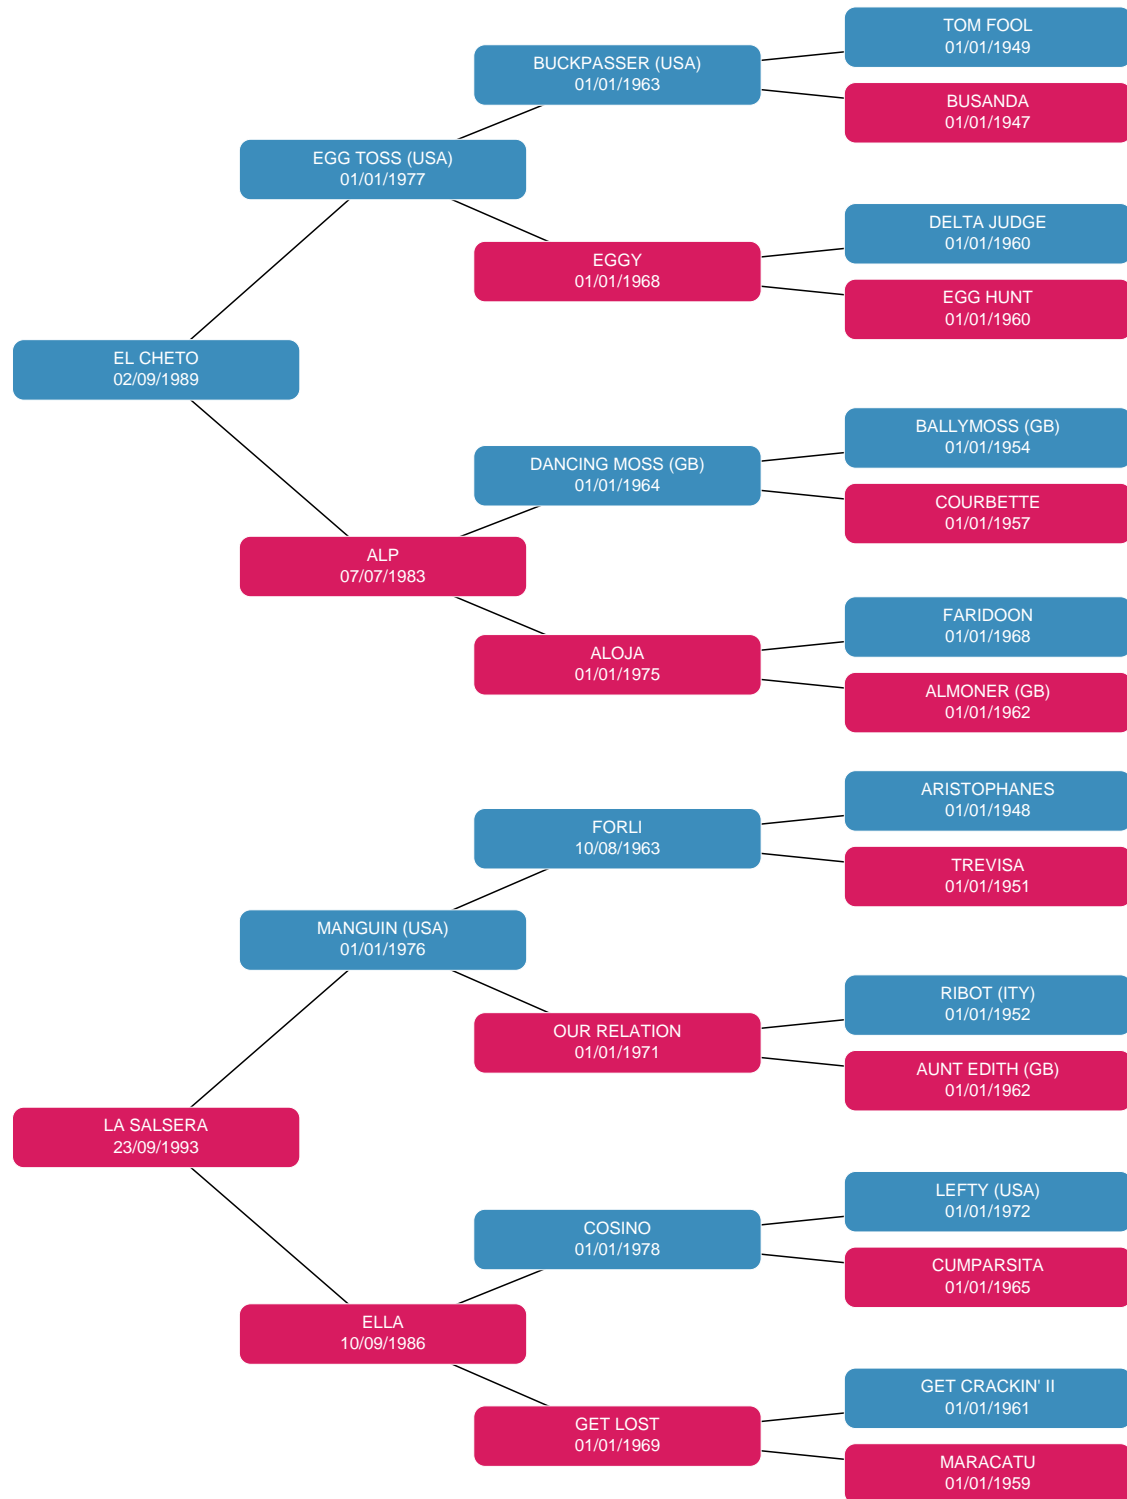 TOM FOOL
01/01/1949
BUCKPASSER (USA)
01/01/1963
BUSANDA
01/01/1947
EGG TOSS (USA)
01/01/1977
DELTA JUDGE
01/01/1960
EGGY
01/01/1968
EGG HUNT
01/01/1960
EL CHETO
02/09/1989
BALLYMOSS (GB)
01/01/1954
DANCING MOSS (GB)
01/01/1964
COURBETTE
01/01/1957
ALP
07/07/1983
FARIDOON
01/01/1968
ALOJA
01/01/1975
ALMONER (GB)
01/01/1962
ARISTOPHANES
01/01/1948
FORLI
10/08/1963
TREVISA
01/01/1951
MANGUIN (USA)
01/01/1976
RIBOT (ITY)
01/01/1952
OUR RELATION
01/01/1971
AUNT EDITH (GB)
01/01/1962
LA SALSERA
23/09/1993
LEFTY (USA)
01/01/1972
COSINO
01/01/1978
CUMPARSITA
01/01/1965
ELLA
10/09/1986
GET CRACKIN' II
01/01/1961
GET LOST
01/01/1969
MARACATU
01/01/1959